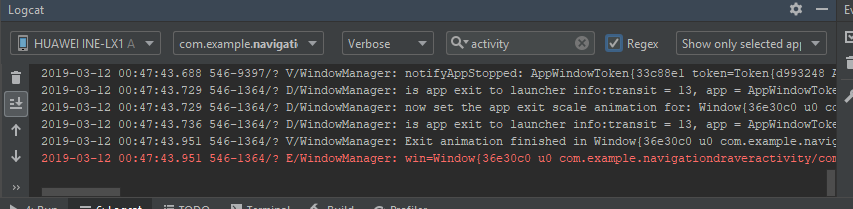 Logcat
HUAWEI INE-LX1 A
com.example.navigati
Verbose
activity
Regex
Show only selected app
2019-03-12 00:47:43.688 546-9397/? V/WindowManager: notifyAppStopped: AppWindowToken{33c88e1 token=Token{d993248 A
2019-03-12 00:47:43.729 546-1364/? D/WindowManager: is app exit to launcher info:transit = 13, app = AppWindowToke
2019-03-12 00:47:43.729 546-1364/? D/WindowManager: now set the app exit scale animation for: Window{36e30c0 u0 co
2019-03-12 00:47:43.736 546-1364/? D/WindowManager: is app exit to launcher info:transit = 13, app = AppWindowToke
2019-03-12 00:47:43.951 546-1364/? V/WindowManager: Exit animation finished in Window{36e30c0 u0 com.example.navig
2019-03-12 00:47:43.951 546-1364/? E/WindowManager: win=Window{36e30c0 u0 com.example.navigationdraveractivity/com
4: Run
6: Logcat
TODO
Terminal
Build
Profiler